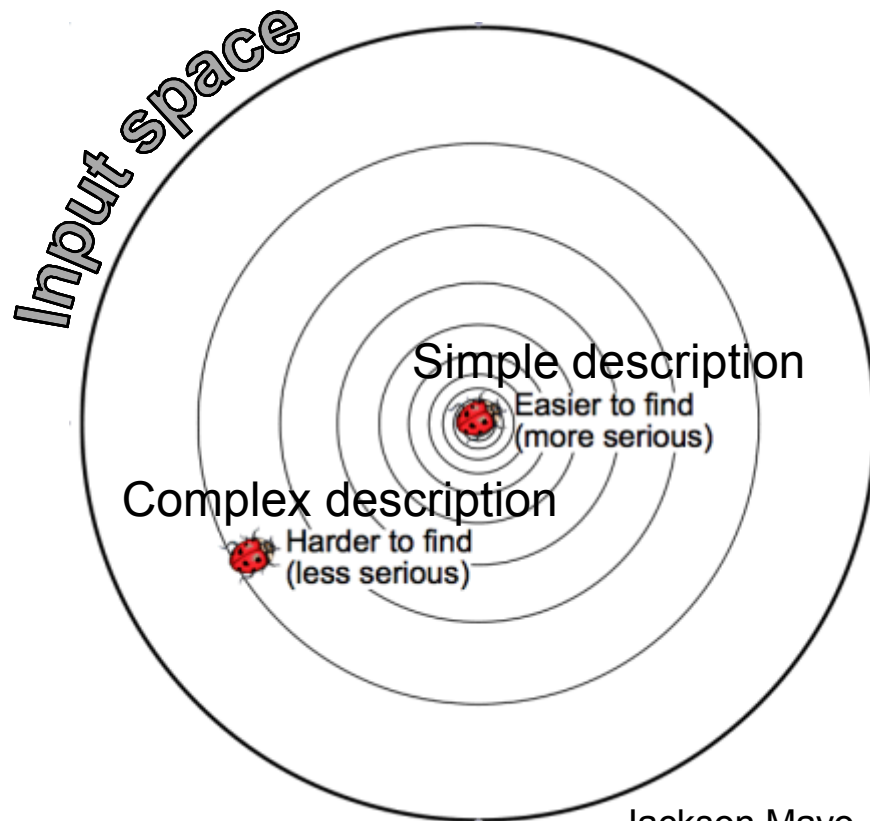 Input space
Simple description
Easier to find
(more serious)
Complex description
Harder to find
(less serious)
Jackson Mayo